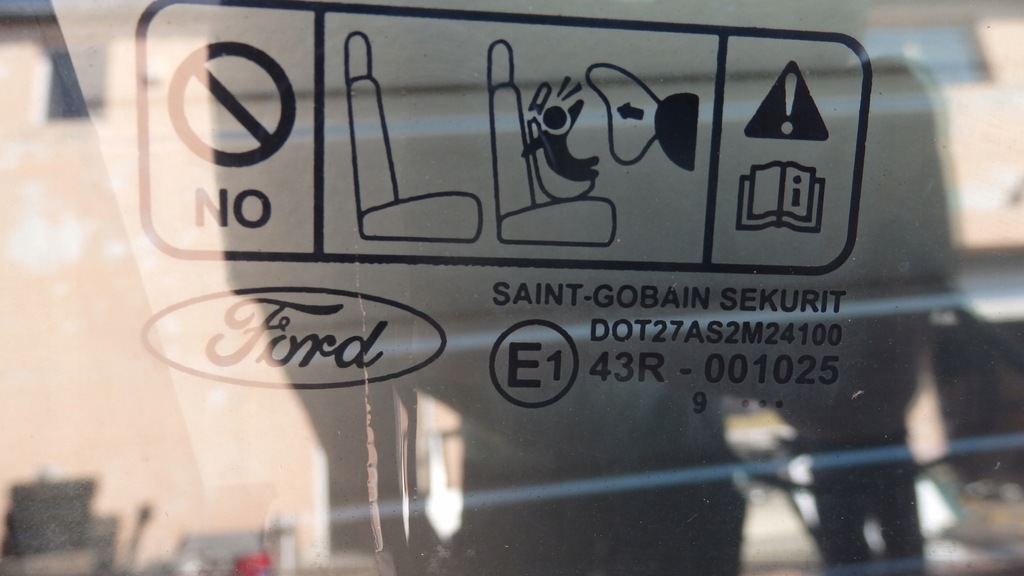 NO
i
Ford
SAINT-GOBAIN SEKURIT
DOT27AS2M24100
E1 43R - 001025
9 ...